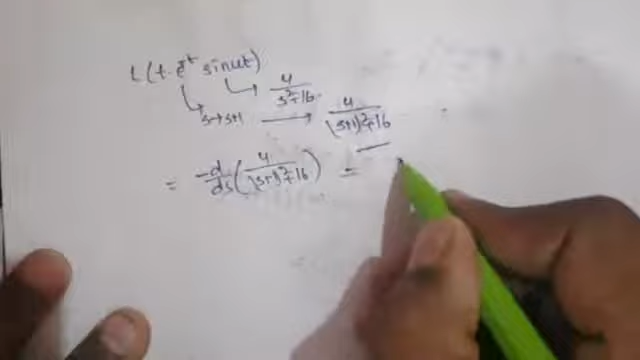 L(t. e^-t sin4t)
4/(s²+16)
s→s+1 → 4/((s+1)²+16)
= -d/ds (4/((s+1)²+16)) = -